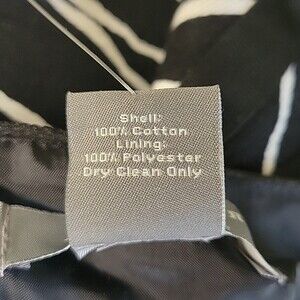 Shell:
100% Cotton
Lining:
100% Polyester
Dry Clean Only